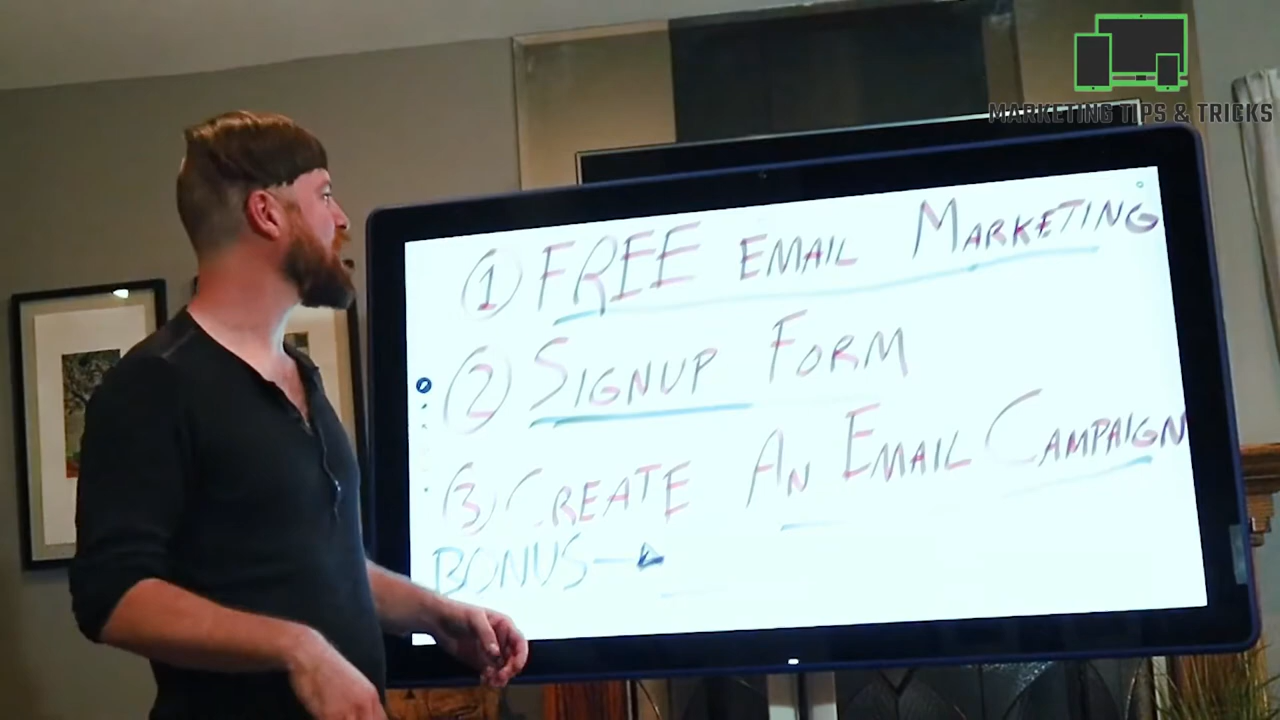 MARKETING TIPS & TRICKS
① FREE EMAIL MARKETING
② SIGNUP FORM
③ CREATE AN EMAIL CAMPAIGN
BONUS →